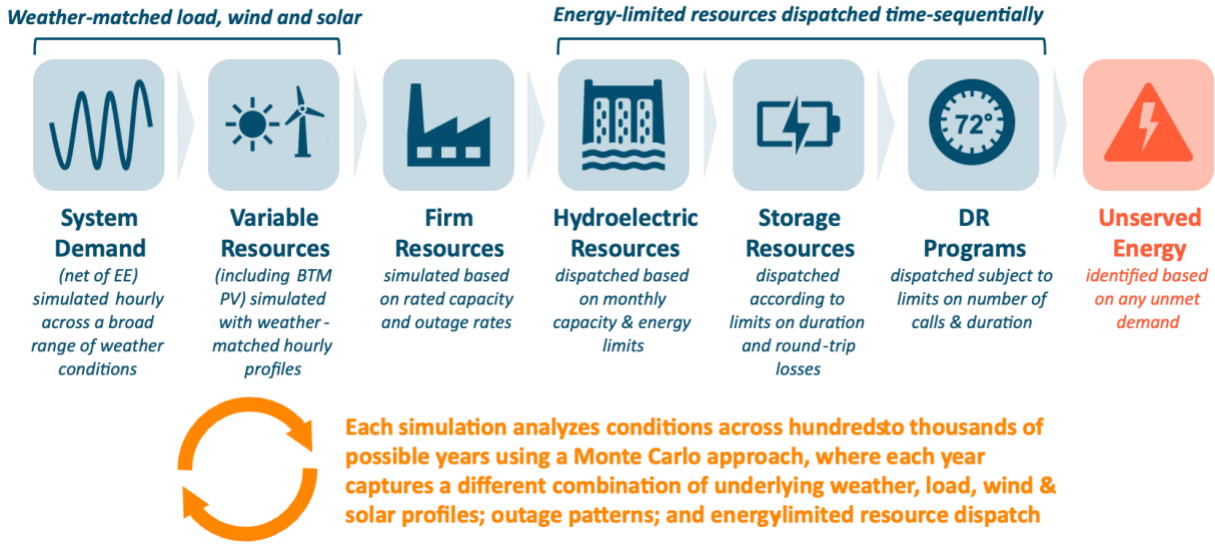 Weather-matched load, wind and solar
Energy-limited resources dispatched time-sequentially
72°
System
Demand
(net of EE)
simulated hourly
across a broad
range of weather
conditions
Variable
Resources
(including BTM
PV) simulated
with weather-
matched hourly
profiles
Firm
Resources
simulated based
on rated capacity
and outage rates
Hydroelectric
Resources
dispatched based
on monthly
capacity & energy
limits
Storage
Resources
dispatched
according to
limits on duration
and round-trip
losses
DR
Programs
dispatched subject to
limits on number of
calls & duration
Unserved
Energy
identified based
on any unmet
demand
Each simulation analyzes conditions across hundredsto thousands of
possible years using a Monte Carlo approach, where each year
captures a different combination of underlying weather, load, wind &
solar profiles; outage patterns; and energy-limited resource dispatch